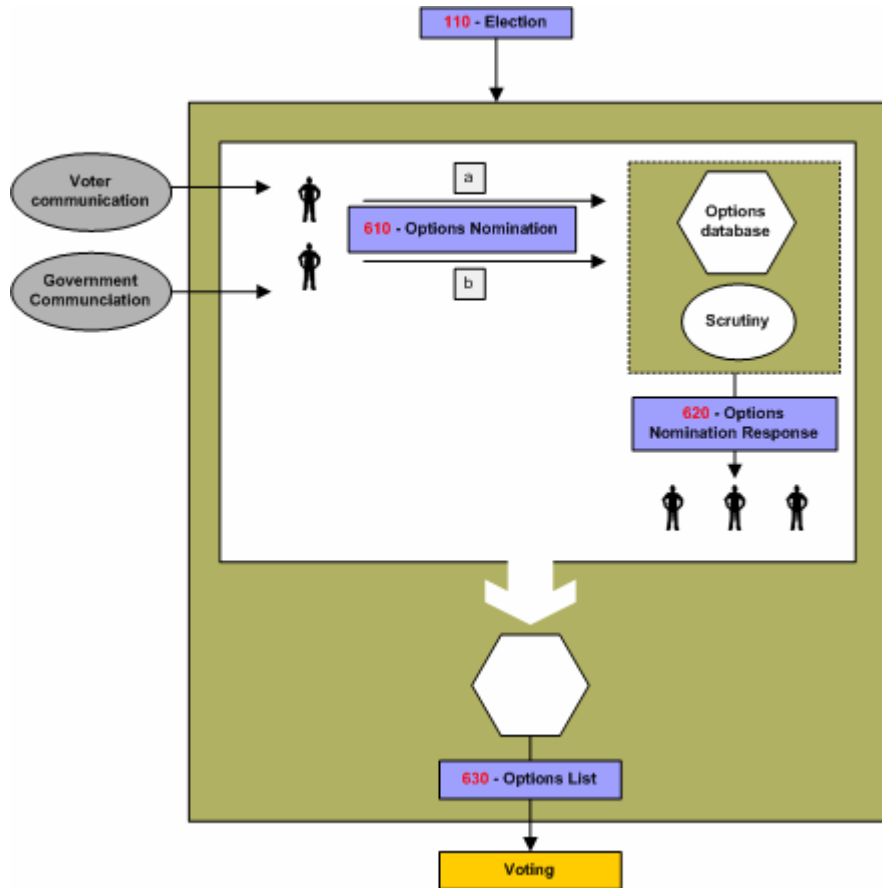 110 - Election
Voter
communication
a
610 - Options Nomination
b
Government
Communciation
Options
database
Scrutiny
620 - Options
Nomination Response
630 - Options List
Voting